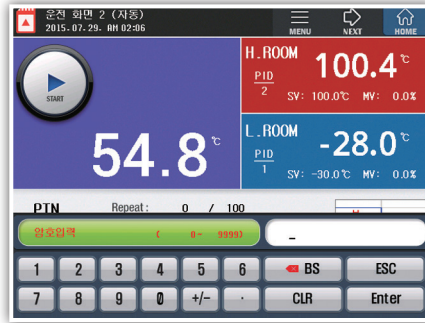 운전 화면 2 (자동)
2015.07.29. AM 02:06
MENU NEXT HOME
START
54.8 ℃
H.ROOM
PID
2
100.4 ℃
SV: 100.0℃ MV: 0.0%
L.ROOM
PID
1
-28.0 ℃
SV: -30.0℃ MV: 0.0%
PTN Repeat: 0 / 100
암호입력 ( 0~ 9999) _
1 2 3 4 5 6 BS ESC
7 8 9 0 +/- . CLR Enter